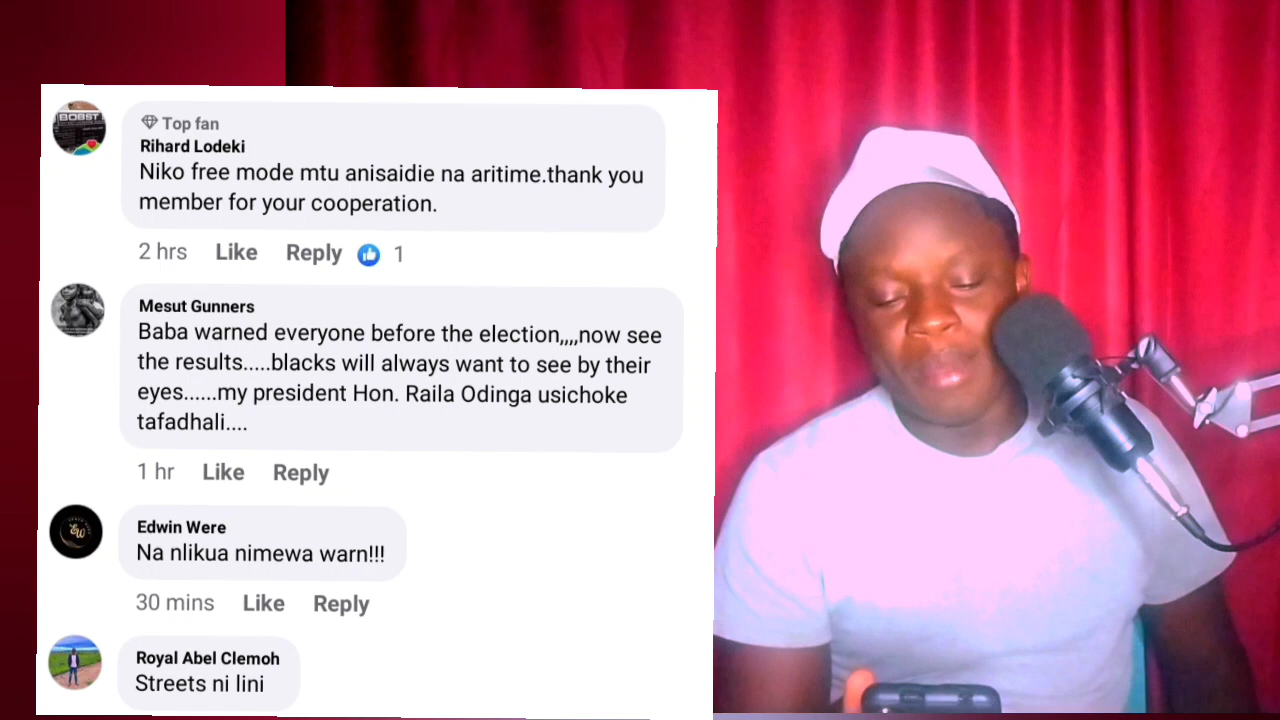 BOBST
Top fan
Rihard Lodeki
Niko free mode mtu anisaidie na aritime.thank you
member for your cooperation.
2 hrs Like Reply 1
Mesut Gunners
Baba warned everyone before the election,,,,now see
the results.....blacks will always want to see by their
eyes......my president Hon. Raila Odinga usichoke
tafadhali....
1 hr Like Reply
EW
Edwin Were
Na nlikua nimewa warn!!!
30 mins Like Reply
Royal Abel Clemoh
Streets ni lini